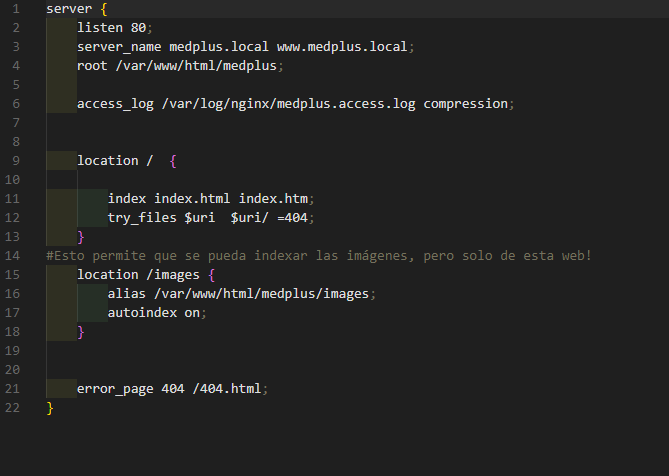 1 server {
2     listen 80;
3     server_name medplus.local www.medplus.local;
4     root /var/www/html/medplus;
5
6     access_log /var/log/nginx/medplus.access.log compression;
7
8
9     location /  {
10
11         index index.html index.htm;
12         try_files $uri  $uri/ =404;
13     }
14 #Esto permite que se pueda indexar las imágenes, pero solo de esta web!
15     location /images {
16         alias /var/www/html/medplus/images;
17         autoindex on;
18     }
19
20
21     error_page 404 /404.html;
22 }